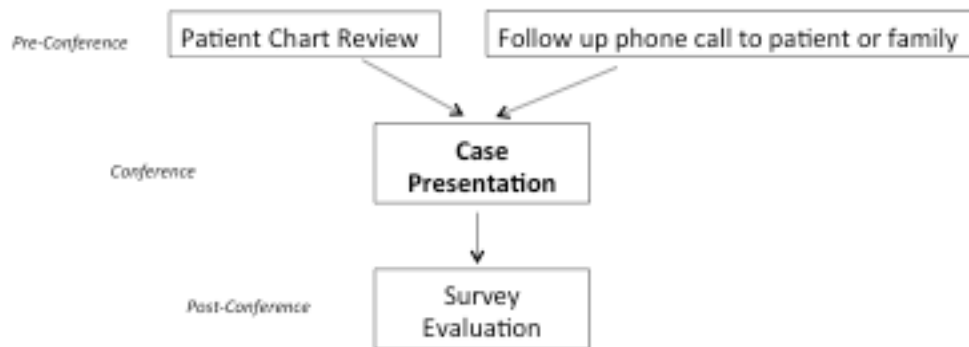 Pre-Conference
Patient Chart Review
Follow up phone call to patient or family
Conference
Case
Presentation
Post-Conference
Survey
Evaluation